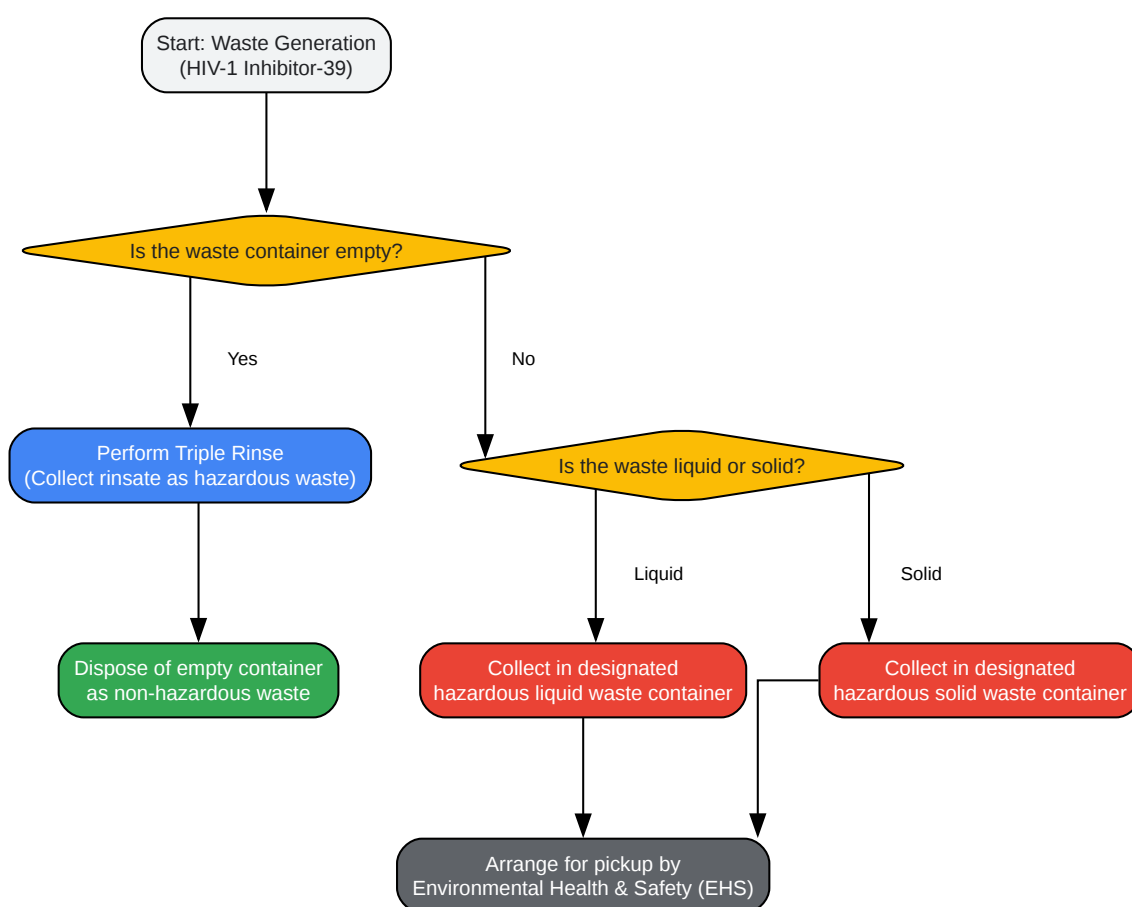 Start: Waste Generation
(HIV-1 Inhibitor-39)
Is the waste container empty?
Yes
No
Perform Triple Rinse
(Collect rinsate as hazardous waste)
Is the waste liquid or solid?
Liquid
Solid
Dispose of empty container
as non-hazardous waste
Collect in designated
hazardous liquid waste container
Collect in designated
hazardous solid waste container
Arrange for pickup by
Environmental Health & Safety (EHS)